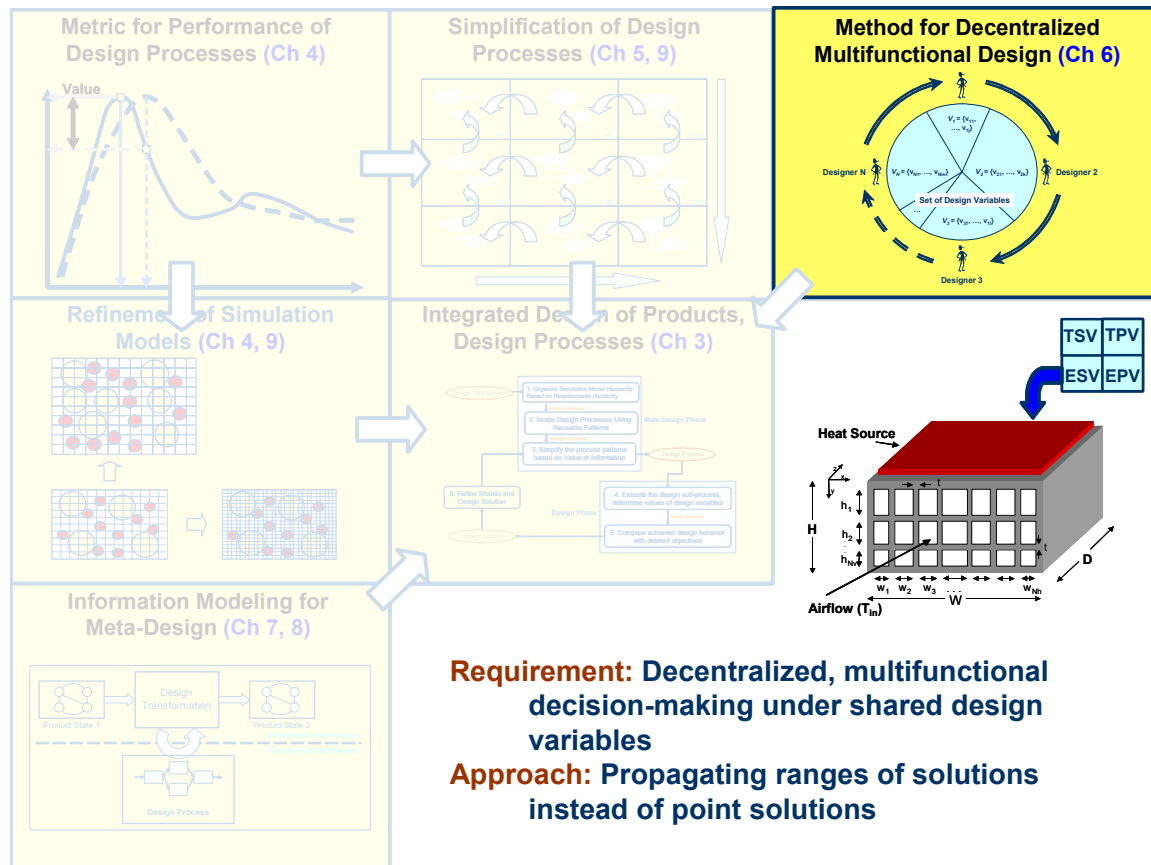 Metric for Performance of
Design Processes (Ch 4)
Value
Simplification of Design
Processes (Ch 5, 9)
Method for Decentralized
Multifunctional Design (Ch 6)
Designer N
Designer 2
Set of Design Variables
...
Designer 3
Refinement of Simulation
Models (Ch 4, 9)
Integrated Design of Products,
Design Processes (Ch 3)
Design Requirements
1. Organize Simulation Model Hierarchy
Based on Requirements Hierarchy
2. Model Design Processes Using
Reusable Patterns
Meta Design Phase
3. Simplify the process patterns
based on Value of Information
Design Process
6. Refine Models and
Design Solution
4. Execute the design sub-process,
determine values of design variables
Design Phase
Design Solution
5. Compare achieved design behavior
with desired objectives
TSV TPV
ESV EPV
Heat Source
z
x
y
t
h1
H
h2
hNv
t
D
w1 w2 w3 ... wNh
W
Airflow (Tin)
Information Modeling for
Meta-Design (Ch 7, 8)
Design
Transformation
Product State 1
Product State 2
Design Process
Requirement: Decentralized, multifunctional
decision-making under shared design
variables
Approach: Propagating ranges of solutions
instead of point solutions